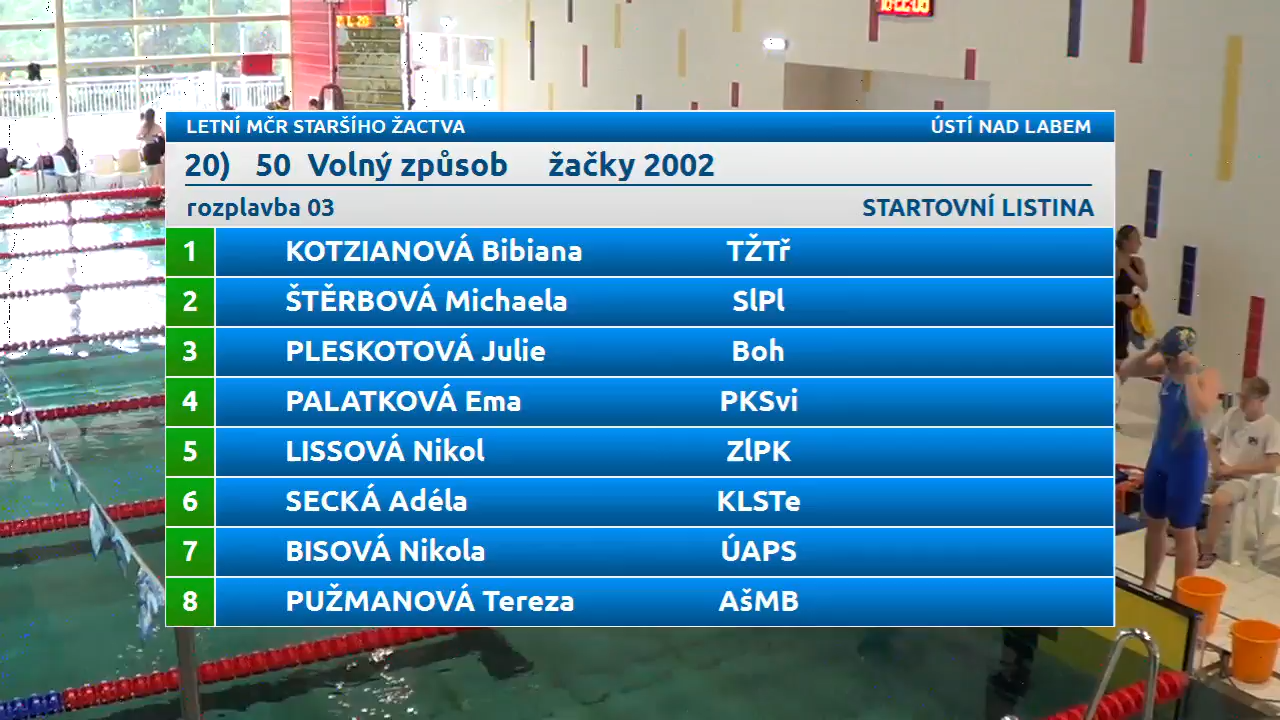 LETNÍ MČR STARŠÍHO ŽACTVA ÚSTÍ NAD LABEM
20) 50 Volný způsob žačky 2002
rozplavba 03 STARTOVNÍ LISTINA
1 KOTZIANOVÁ Bibiana TŽTř
2 ŠTĚRBOVÁ Michaela SlPl
3 PLESKOTOVÁ Julie Boh
4 PALATKOVÁ Ema PKSvi
5 LISSOVÁ Nikol ZlPK
6 SECKÁ Adéla KLSTe
7 BISOVÁ Nikola ÚAPS
8 PUŽMANOVÁ Tereza AšMB